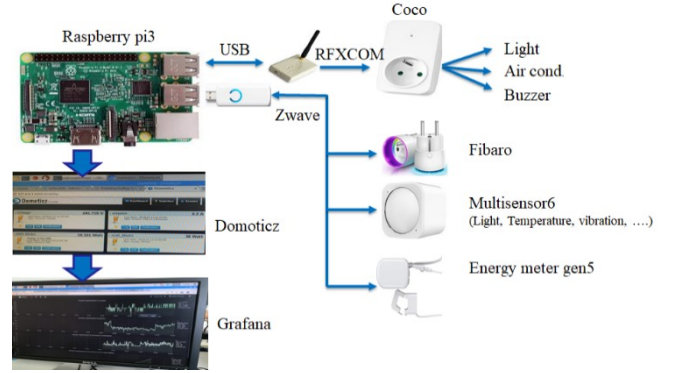 Coco
Raspberry pi3
USB
RFXCOM
Light
Air cond.
Buzzer
Zwave
Fibaro
Multisensor6
(Light, Temperature, vibration, ….)
Domoticz
Domoticz
Energy meter gen5
Grafana